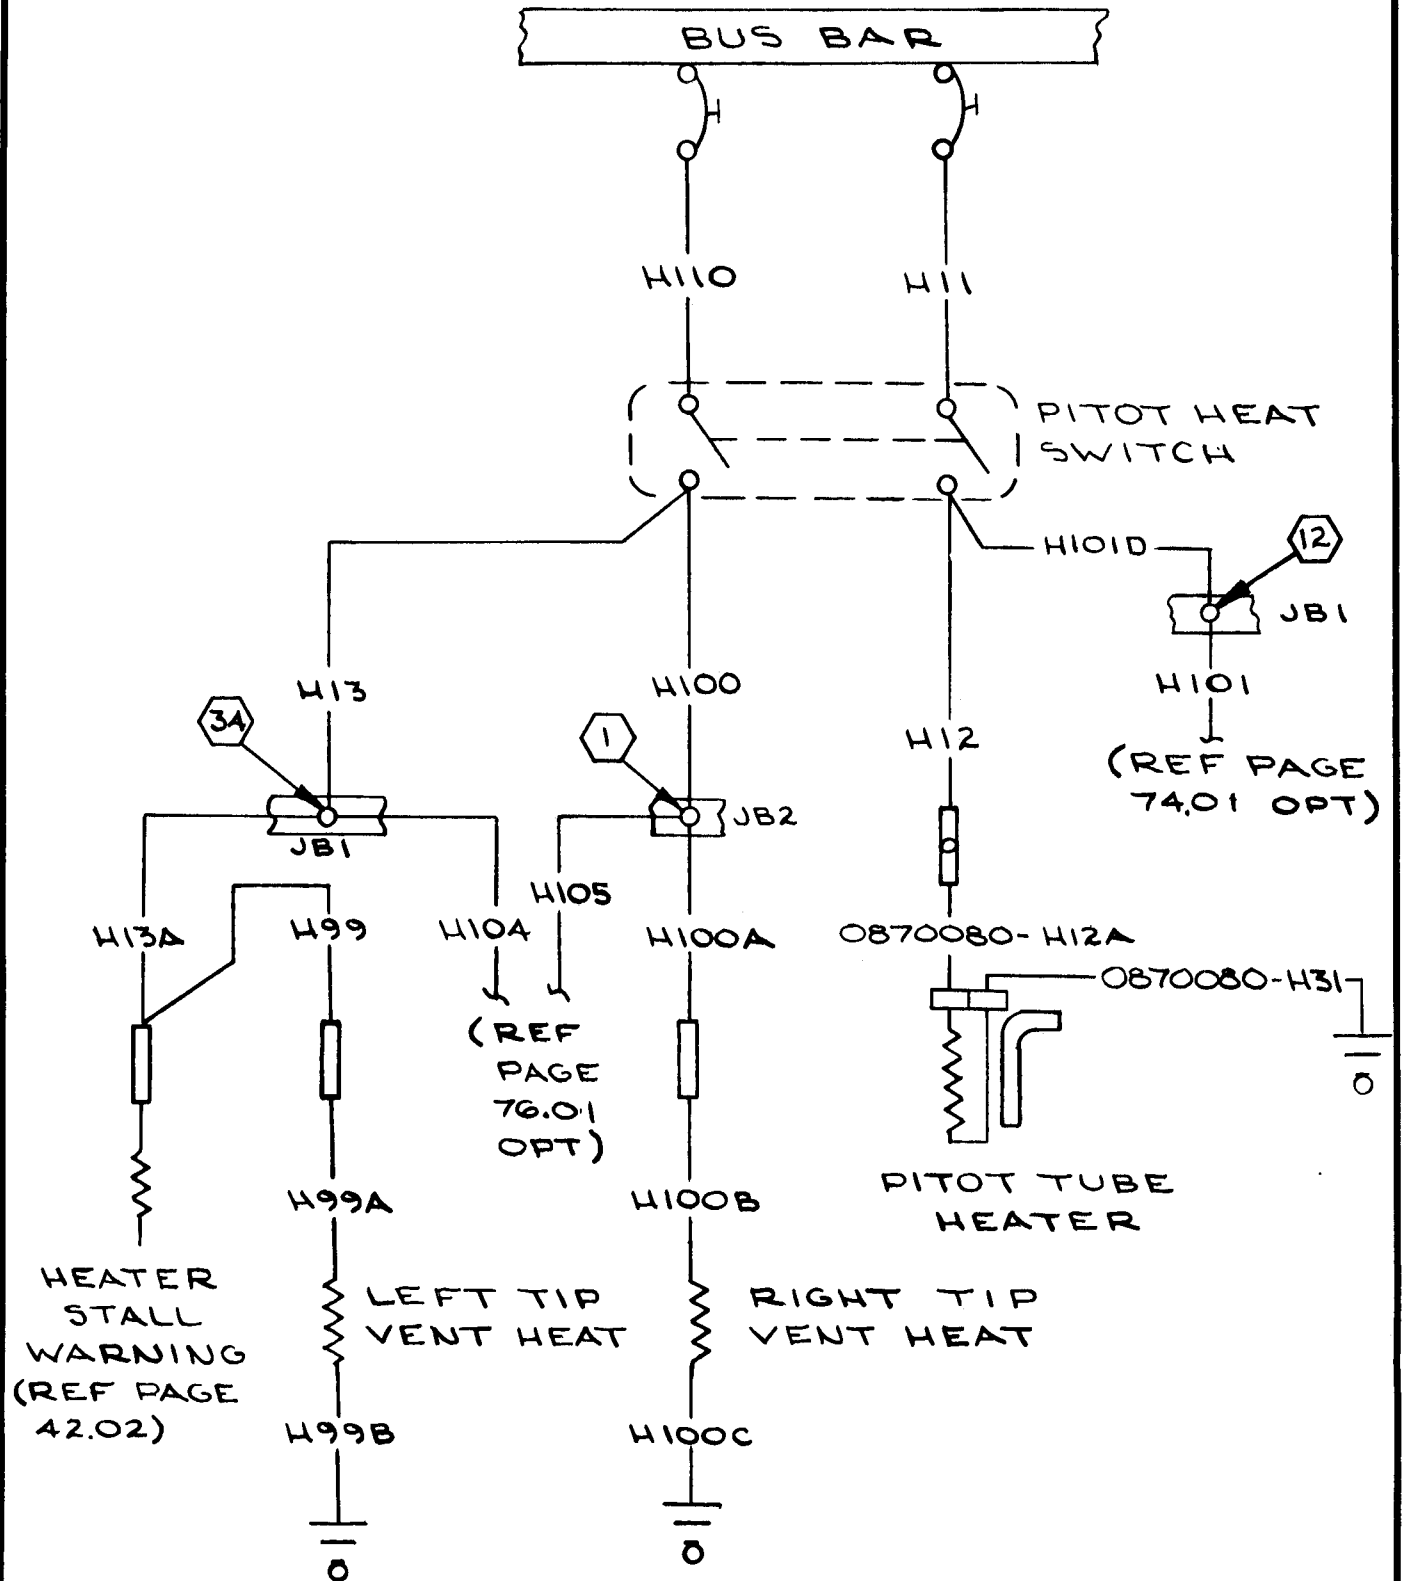 BUS BAR
H110
H11
PITOT HEAT
SWITCH
H101D
12
JB1
H13
H100
H101
34
1
H12
(REF PAGE
74.01 OPT)
JB1
JB2
H105
H13A
H99
H104
H100A
0870080-H12A
0870080-H31
(REF
PAGE
76.01
OPT)
H99A
H100B
PITOT TUBE
HEATER
HEATER
STALL
WARNING
(REF PAGE
42.02)
LEFT TIP
VENT HEAT
RIGHT TIP
VENT HEAT
H99B
H100C